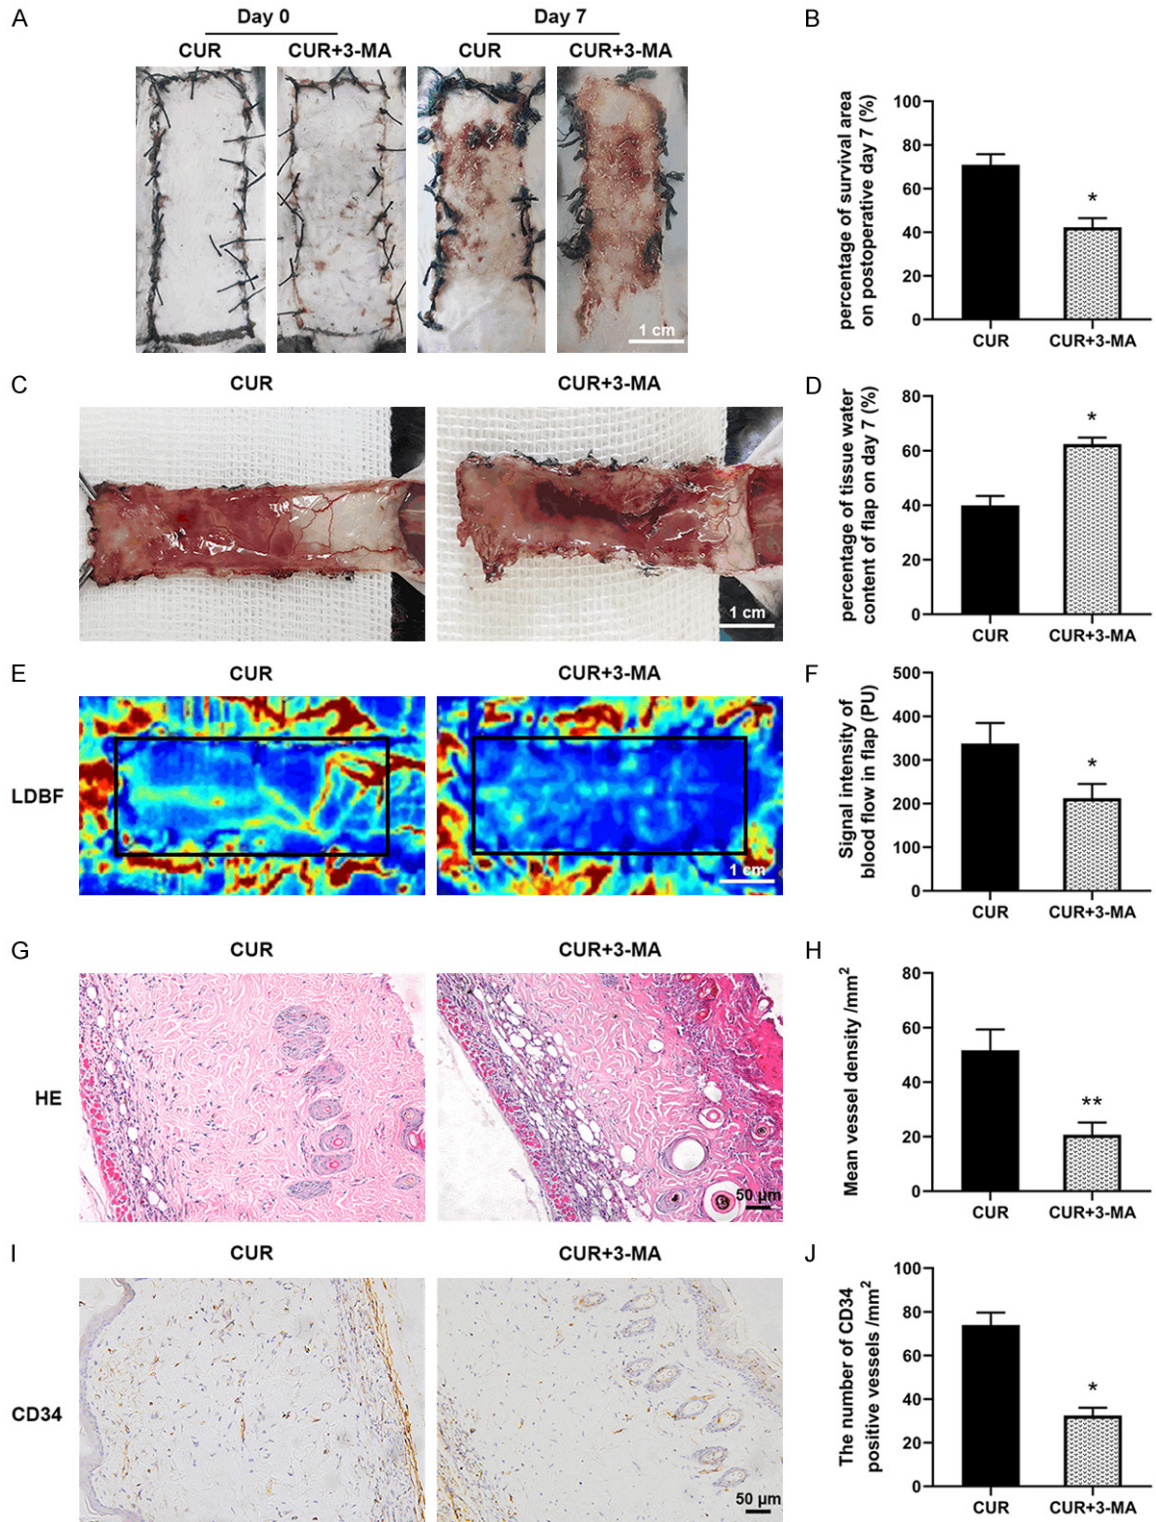 A
Day 0
Day 7
CUR
CUR+3-MA
CUR
CUR+3-MA
1 cm
B
percentage of survival area
on postoperative day 7 (%)
100
80
60
40
20
0
*
CUR
CUR+3-MA
C
CUR
CUR+3-MA
1 cm
D
percentage of tissue water
content of flap on day 7 (%)
80
60
40
20
0
*
CUR
CUR+3-MA
E
CUR
CUR+3-MA
LDBF
1 cm
F
Signal intensity of
blood flow in flap (PU)
500
400
300
200
100
0
*
CUR
CUR+3-MA
G
CUR
CUR+3-MA
HE
50 μm
H
Mean vessel density /mm²
80
60
40
20
0
**
CUR
CUR+3-MA
I
CUR
CUR+3-MA
CD34
50 μm
J
The number of CD34
positive vessels /mm²
100
80
60
40
20
0
*
CUR
CUR+3-MA